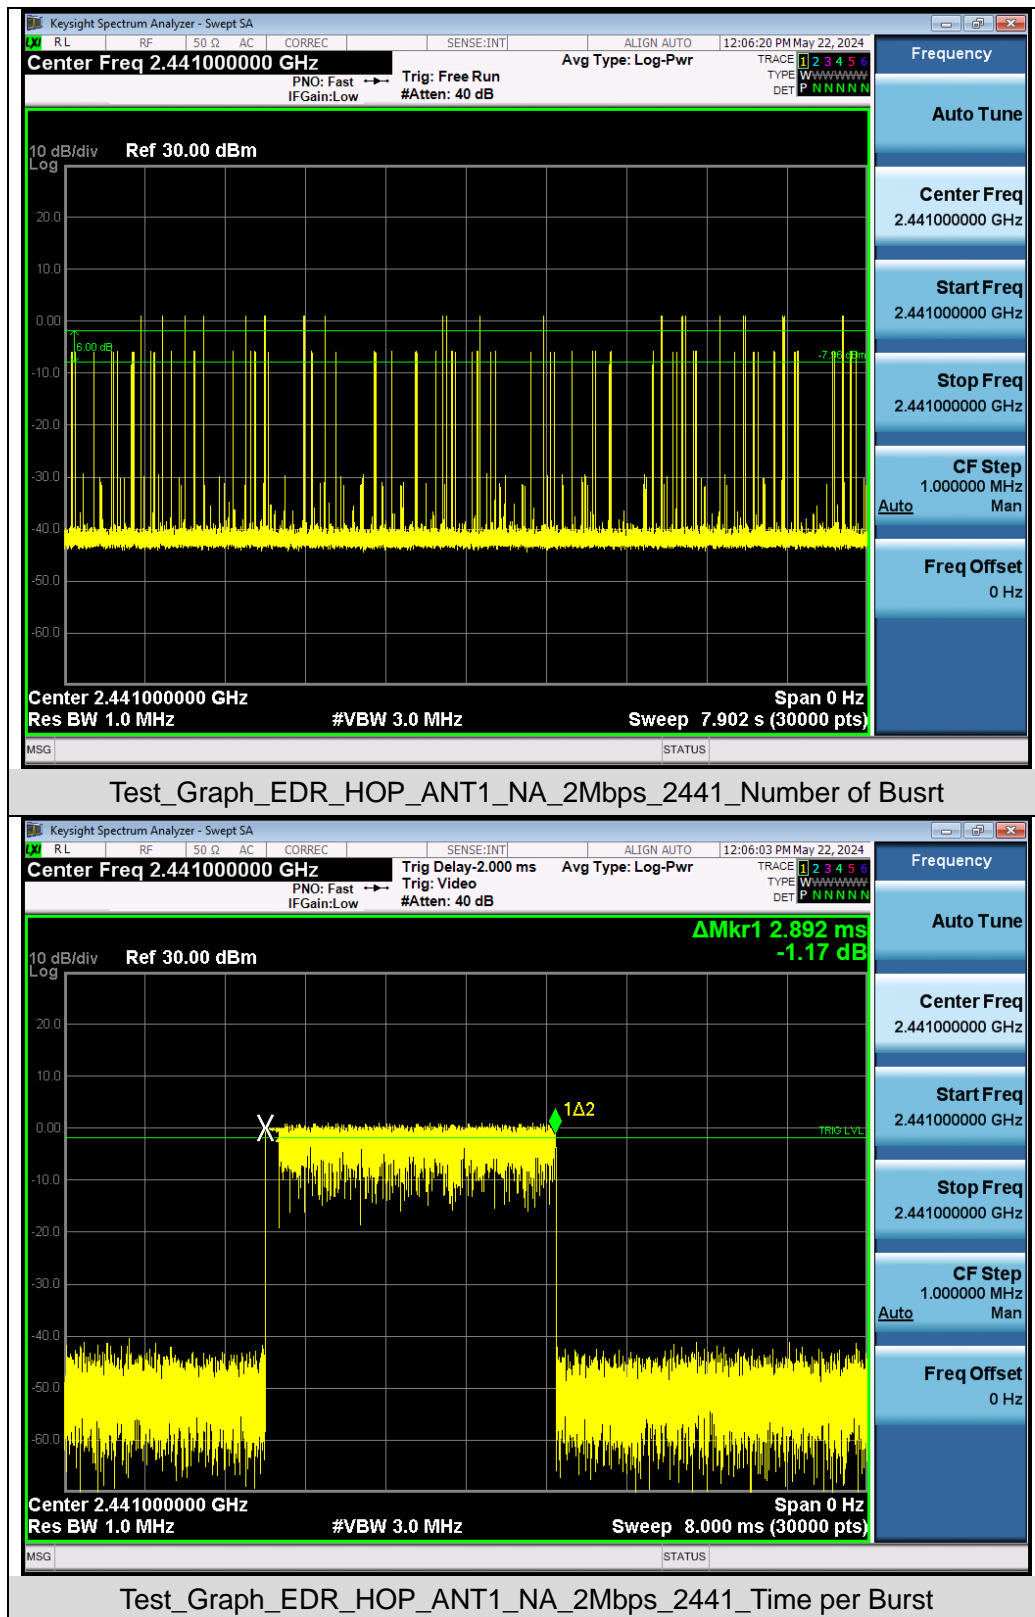 Keysight Spectrum Analyzer - Swept SA
LXI RL RF 50 Ω AC CORREC SENSE:INT ALIGN AUTO 12:06:20 PM May 22, 2024
Center Freq 2.441000000 GHz
PNO: Fast
IFGain:Low
Trig: Free Run
#Atten: 40 dB
Avg Type: Log-Pwr
TRACE 1 2 3 4 5 6
TYPE WWWWWW
DET P N N N N N
10 dB/div
Log
Ref 30.00 dBm
20.0
10.0
0.00
6.00 dB
-7.96 dBm
-10.0
-20.0
-30.0
-40.0
-50.0
-60.0
Center 2.441000000 GHz Span 0 Hz
Res BW 1.0 MHz #VBW 3.0 MHz Sweep 7.902 s (30000 pts)
MSG STATUS
Frequency
Auto Tune
Center Freq
2.441000000 GHz
Start Freq
2.441000000 GHz
Stop Freq
2.441000000 GHz
CF Step
1.000000 MHz
Auto Man
Freq Offset
0 Hz
Test_Graph_EDR_HOP_ANT1_NA_2Mbps_2441_Number of Busrt
Keysight Spectrum Analyzer - Swept SA
LXI RL RF 50 Ω AC CORREC SENSE:INT ALIGN AUTO 12:06:03 PM May 22, 2024
Center Freq 2.441000000 GHz
PNO: Fast
IFGain:Low
Trig Delay-2.000 ms
Trig: Video
#Atten: 40 dB
Avg Type: Log-Pwr
TRACE 1 2 3 4 5 6
TYPE WWWWWW
DET P N N N N N
ΔMkr1 2.892 ms
-1.17 dB
10 dB/div
Log
Ref 30.00 dBm
20.0
10.0
1Δ2
0.00
TRIG LVL
-10.0
-20.0
-30.0
-40.0
-50.0
-60.0
Center 2.441000000 GHz Span 0 Hz
Res BW 1.0 MHz #VBW 3.0 MHz Sweep 8.000 ms (30000 pts)
MSG STATUS
Frequency
Auto Tune
Center Freq
2.441000000 GHz
Start Freq
2.441000000 GHz
Stop Freq
2.441000000 GHz
CF Step
1.000000 MHz
Auto Man
Freq Offset
0 Hz
Test_Graph_EDR_HOP_ANT1_NA_2Mbps_2441_Time per Burst